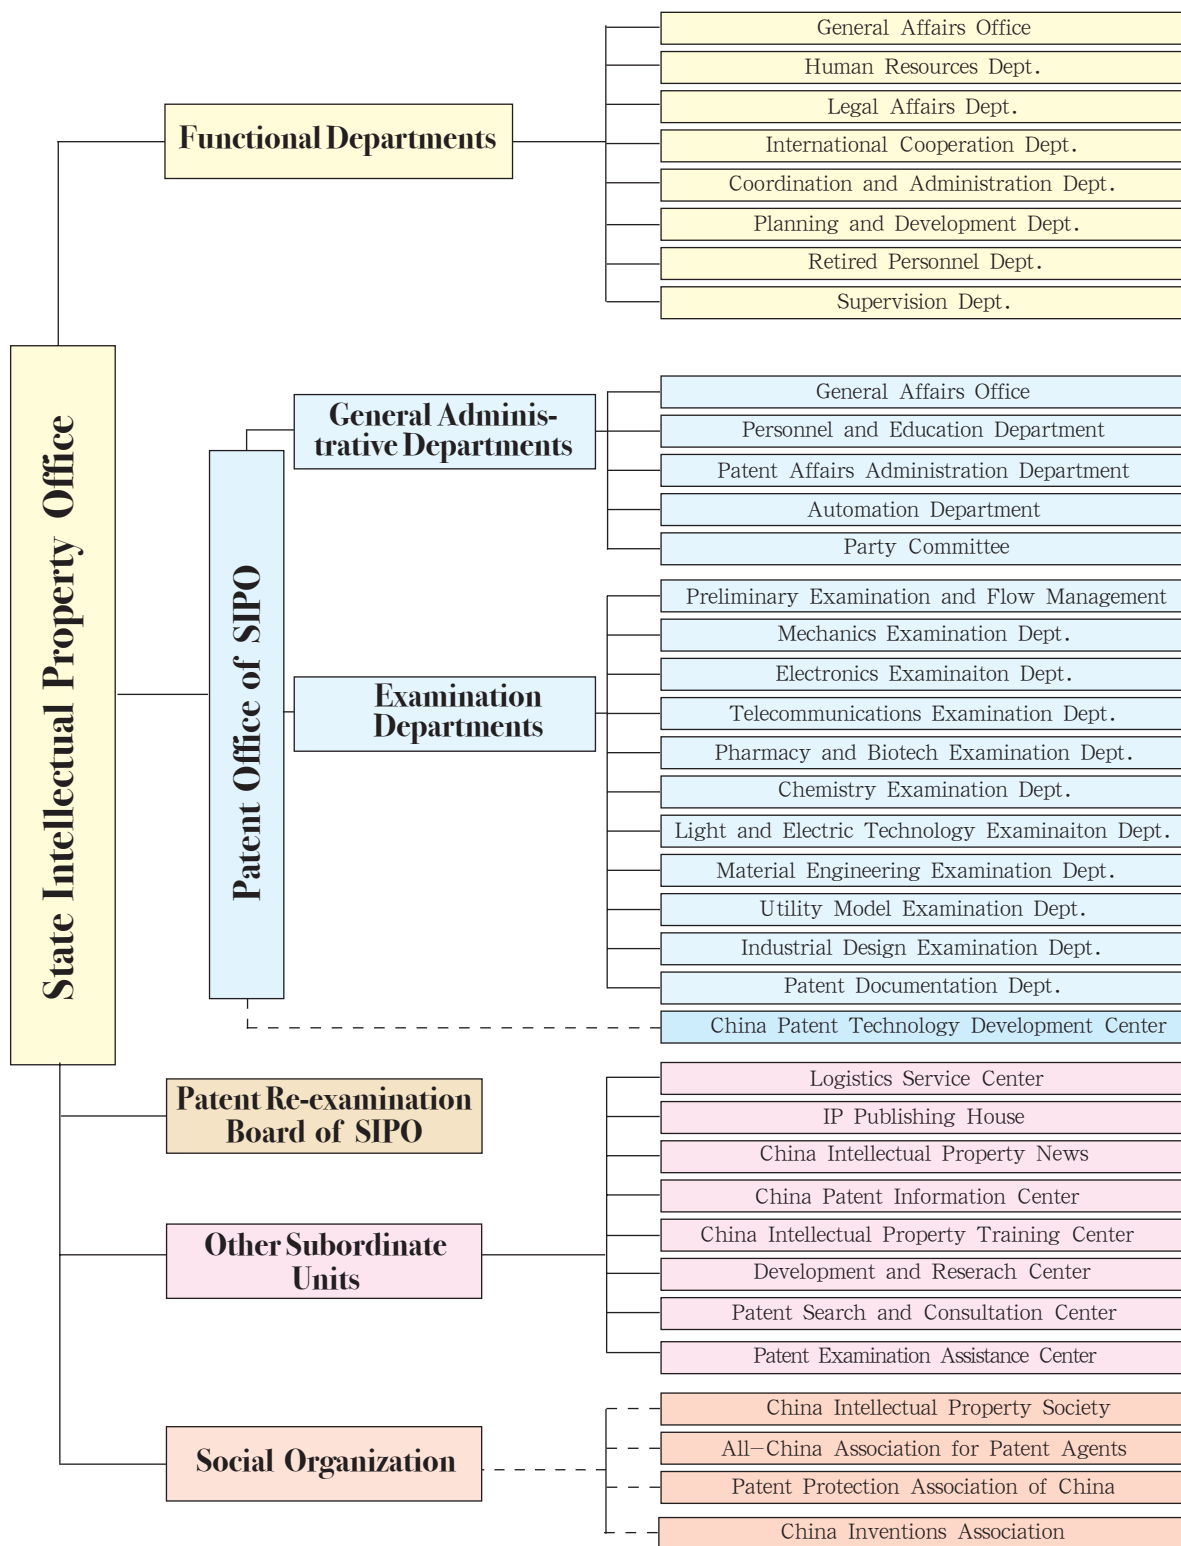 State Intellectual Property Office
Functional Departments
General Affairs Office
Human Resources Dept.
Legal Affairs Dept.
International Cooperation Dept.
Coordination and Administration Dept.
Planning and Development Dept.
Retired Personnel Dept.
Supervision Dept.
Patent Office of SIPO
General Adminis-
trative Departments
General Affairs Office
Personnel and Education Department
Patent Affairs Administration Department
Automation Department
Party Committee
Examination
Departments
Preliminary Examination and Flow Management
Mechanics Examination Dept.
Electronics Examinaiton Dept.
Telecommunications Examination Dept.
Pharmacy and Biotech Examination Dept.
Chemistry Examination Dept.
Light and Electric Technology Examinaiton Dept.
Material Engineering Examination Dept.
Utility Model Examination Dept.
Industrial Design Examination Dept.
Patent Documentation Dept.
China Patent Technology Development Center
Patent Re-examination
Board of SIPO
Other Subordinate
Units
Logistics Service Center
IP Publishing House
China Intellectual Property News
China Patent Information Center
China Intellectual Property Training Center
Development and Reserach Center
Patent Search and Consultation Center
Patent Examination Assistance Center
Social Organization
China Intellectual Property Society
All-China Association for Patent Agents
Patent Protection Association of China
China Inventions Association